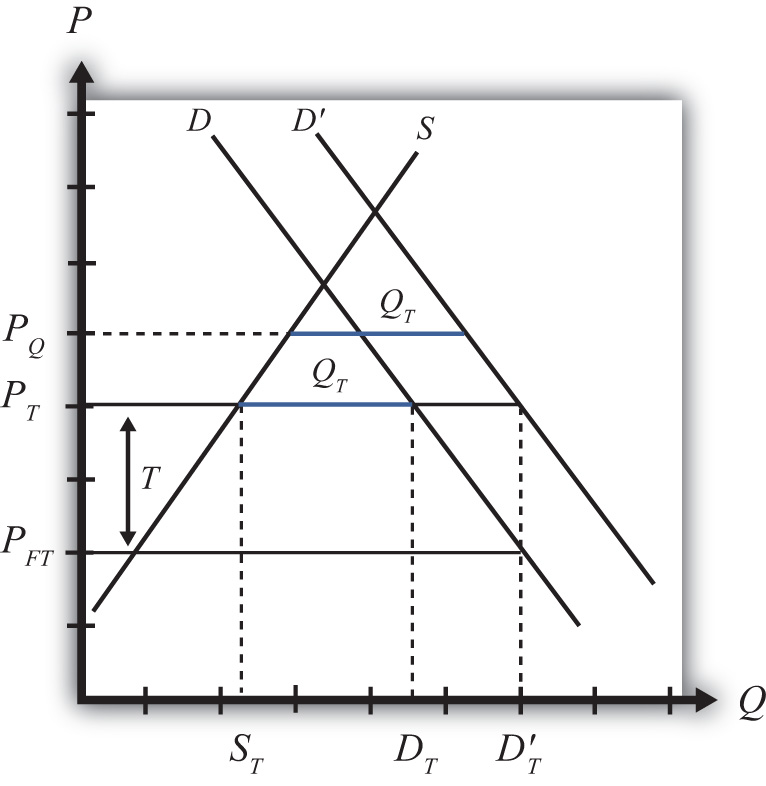 P
D D′ S
Q_T
P_Q
Q_T
P_T
T
P_FT
Q
S_T D_T D′_T